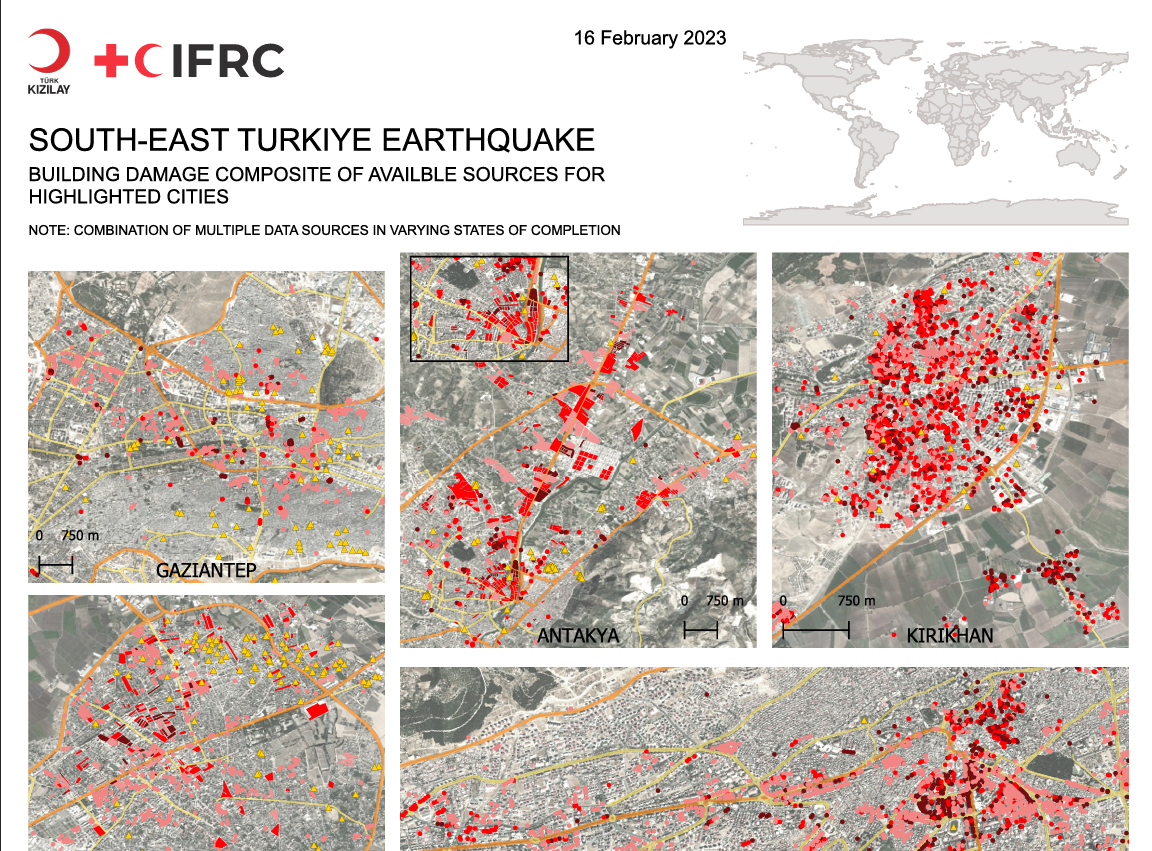 16 February 2023
TÜRK
KIZILAY
IFRC
SOUTH-EAST TURKIYE EARTHQUAKE
BUILDING DAMAGE COMPOSITE OF AVAILBLE SOURCES FOR
HIGHLIGHTED CITIES
NOTE: COMBINATION OF MULTIPLE DATA SOURCES IN VARYING STATES OF COMPLETION
0 750 m
GAZIANTEP
0 750 m
ANTAKYA
0 750 m
KIRIKHAN